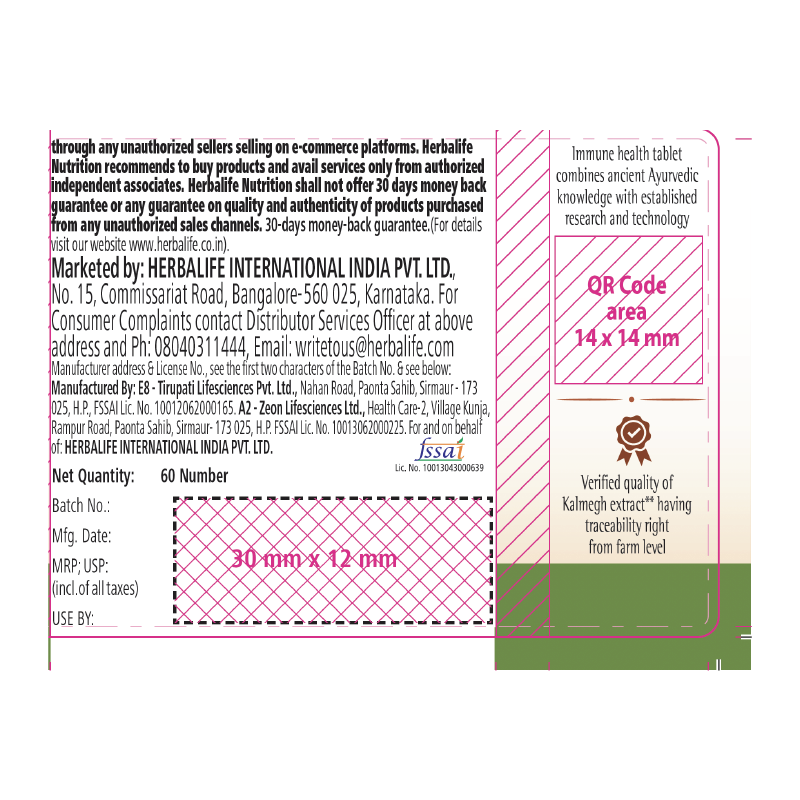 through any unauthorized sellers selling on e-commerce platforms. Herbalife
Nutrition recommends to buy products and avail services only from authorized
independent associates. Herbalife Nutrition shall not offer 30 days money back
guarantee or any guarantee on quality and authenticity of products purchased
from any unauthorized sales channels. 30-days money-back guarantee.(For details
visit our website www.herbalife.co.in).
Marketed by: HERBALIFE INTERNATIONAL INDIA PVT. LTD.,
No. 15, Commissariat Road, Bangalore-560 025, Karnataka. For
Consumer Complaints contact Distributor Services Officer at above
address and Ph: 08040311444, Email: writetous@herbalife.com
Manufacturer address & License No., see the first two characters of the Batch No. & see below:
Manufactured By: E8 - Tirupati Lifesciences Pvt. Ltd., Nahan Road, Paonta Sahib, Sirmaur - 173
025, H.P., FSSAI Lic. No. 10012062000165. A2 - Zeon Lifesciences Ltd., Health Care-2, Village Kunja,
Rampur Road, Paonta Sahib, Sirmaur- 173 025, H.P. FSSAI Lic. No. 10013062000225. For and on behalf
of: HERBALIFE INTERNATIONAL INDIA PVT. LTD.
fssai
Lic. No. 10013043000639
Net Quantity: 60 Number
Batch No.:
Mfg. Date:
MRP; USP:
(incl.of all taxes)
USE BY:
30 mm x 12 mm
Immune health tablet
combines ancient Ayurvedic
knowledge with established
research and technology
QR Code
area
14 x 14 mm
Verified quality of
Kalmegh extract** having
traceability right
from farm level